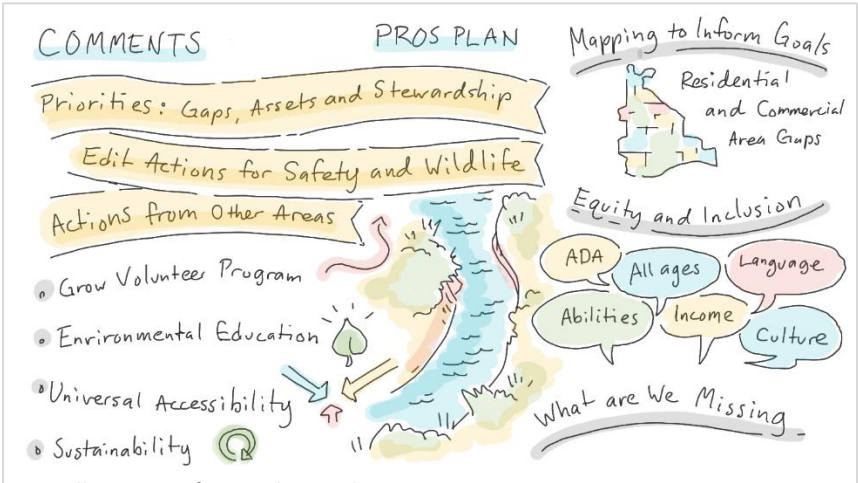 COMMENTS
PROS PLAN
Priorities: Gaps, Assets and Stewardship
Edit Actions for Safety and Wildlife
Actions from Other Areas
Grow Volunteer Program
Environmental Education
Universal Accessibility
Sustainability
Mapping to Inform Goals
Residential
and Commercial
Area Gaps
Equity and Inclusion
ADA
All ages
Language
Abilities
Income
Culture
What are We Missing